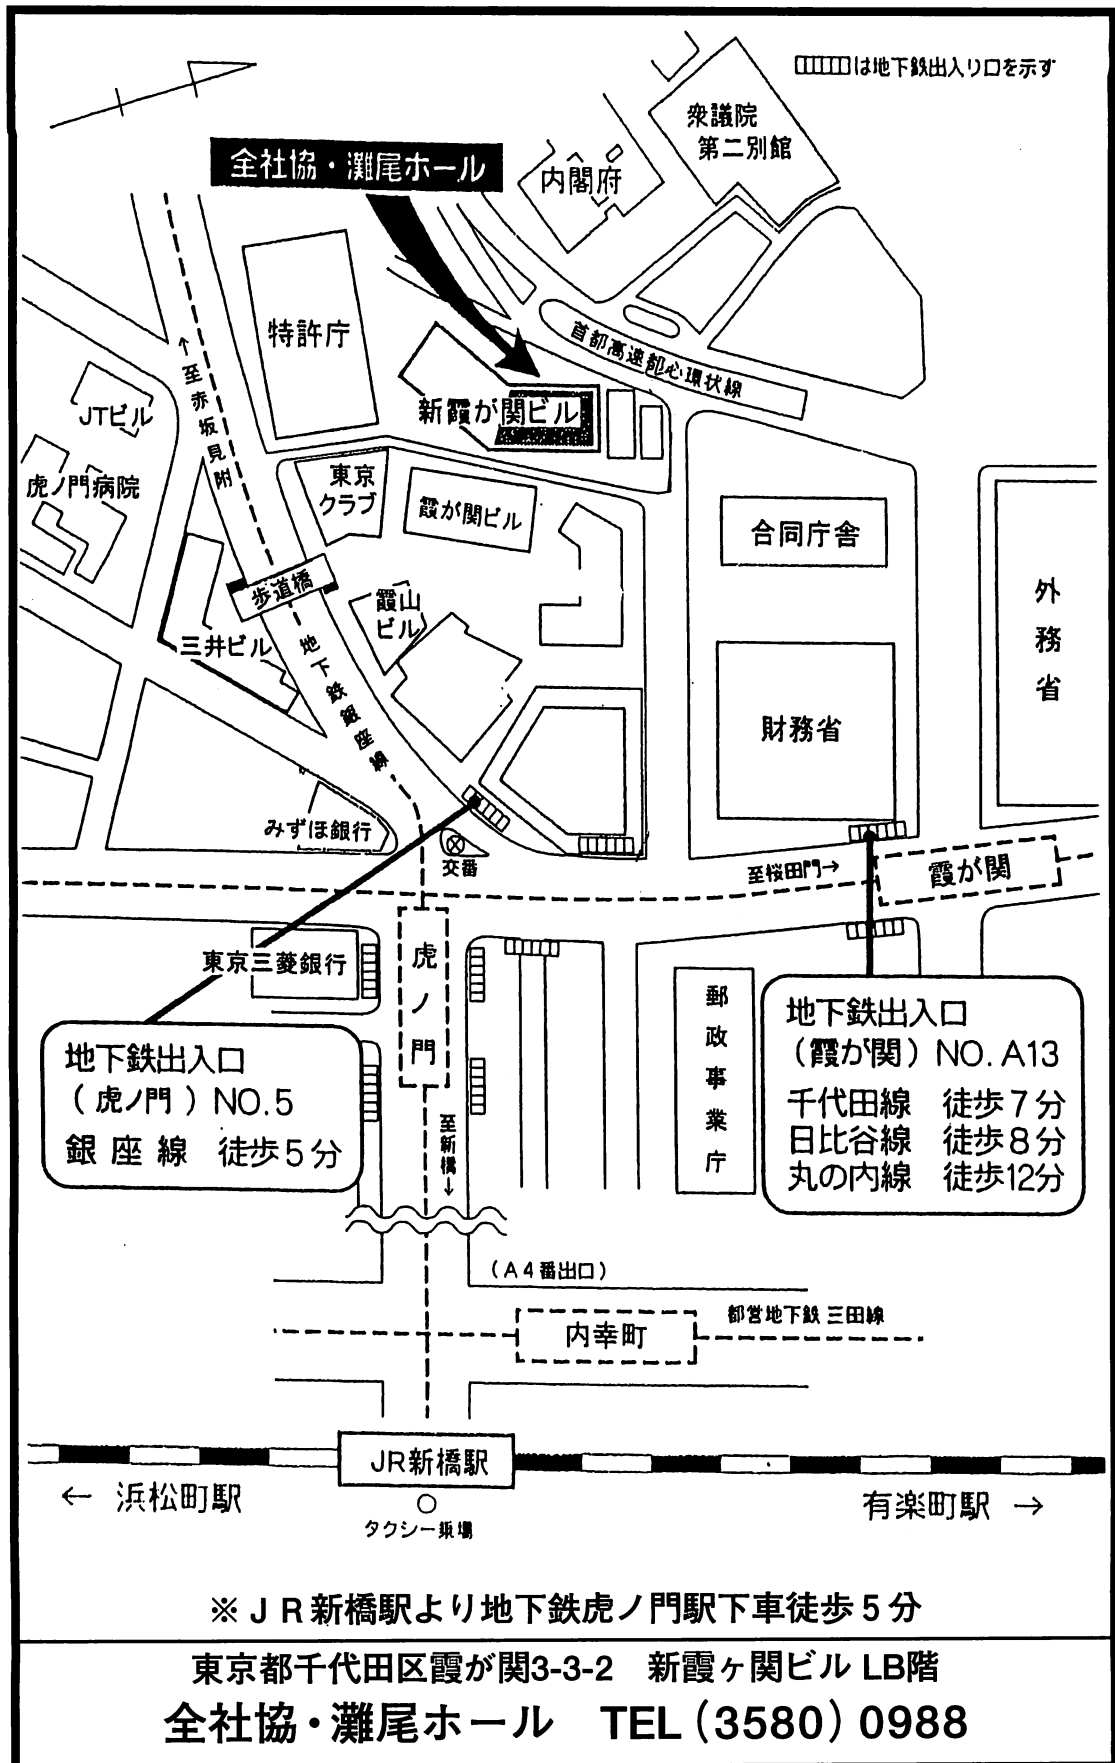 は地下鉄出入り口を示す
衆議院
第二別館
全社協・灘尾ホール
内閣府
特許庁
首都高速都心環状線
↑至赤坂見附
JTビル
新霞が関ビル
虎ノ門病院
東京
クラブ
霞が関ビル
合同庁舎
歩道橋
霞山
ビル
外務省
三井ビル
地下鉄銀座線
財務省
みずほ銀行
交番
至桜田門→
霞が関
東京三菱銀行
虎ノ門
郵政事業庁
地下鉄出入口
(虎ノ門) NO.5
銀座線 徒歩5分
地下鉄出入口
(霞が関) NO.A13
千代田線 徒歩7分
日比谷線 徒歩8分
丸の内線 徒歩12分
至新橋↓
(A4番出口)
都営地下鉄 三田線
内幸町
JR新橋駅
← 浜松町駅
タクシー乗場
有楽町駅 →
※JR新橋駅より地下鉄虎ノ門駅下車徒歩5分
東京都千代田区霞が関3-3-2 新霞ヶ関ビル LB階
全社協・灘尾ホール TEL(3580)0988